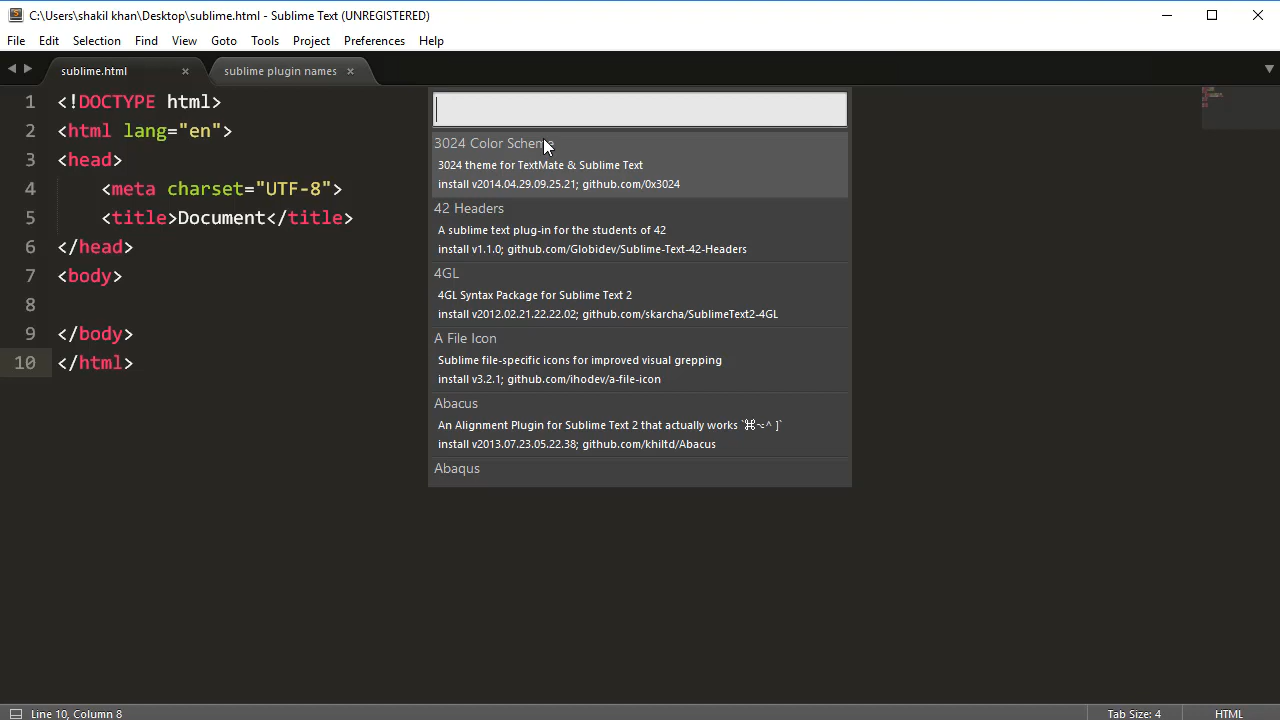 C:\Users\shakil khan\Desktop\sublime.html - Sublime Text (UNREGISTERED)
File Edit Selection Find View Goto Tools Project Preferences Help
sublime.html × sublime plugin names ×
1 <!DOCTYPE html>
2 <html lang="en">
3 <head>
4 <meta charset="UTF-8">
5 <title>Document</title>
6 </head>
7 <body>
8
9 </body>
10 </html>
3024 Color Scheme
3024 theme for TextMate & Sublime Text
install v2014.04.29.09.25.21; github.com/0x3024
42 Headers
A sublime text plug-in for the students of 42
install v1.1.0; github.com/Globidev/Sublime-Text-42-Headers
4GL
4GL Syntax Package for Sublime Text 2
install v2012.02.21.22.22.02; github.com/skarcha/SublimeText2-4GL
A File Icon
Sublime file-specific icons for improved visual grepping
install v3.2.1; github.com/ihodev/a-file-icon
Abacus
An Alignment Plugin for Sublime Text 2 that actually works `⌘⌥^ ]`
install v2013.07.23.05.22.38; github.com/khiltd/Abacus
Abaqus
Line 10, Column 8 Tab Size: 4 HTML